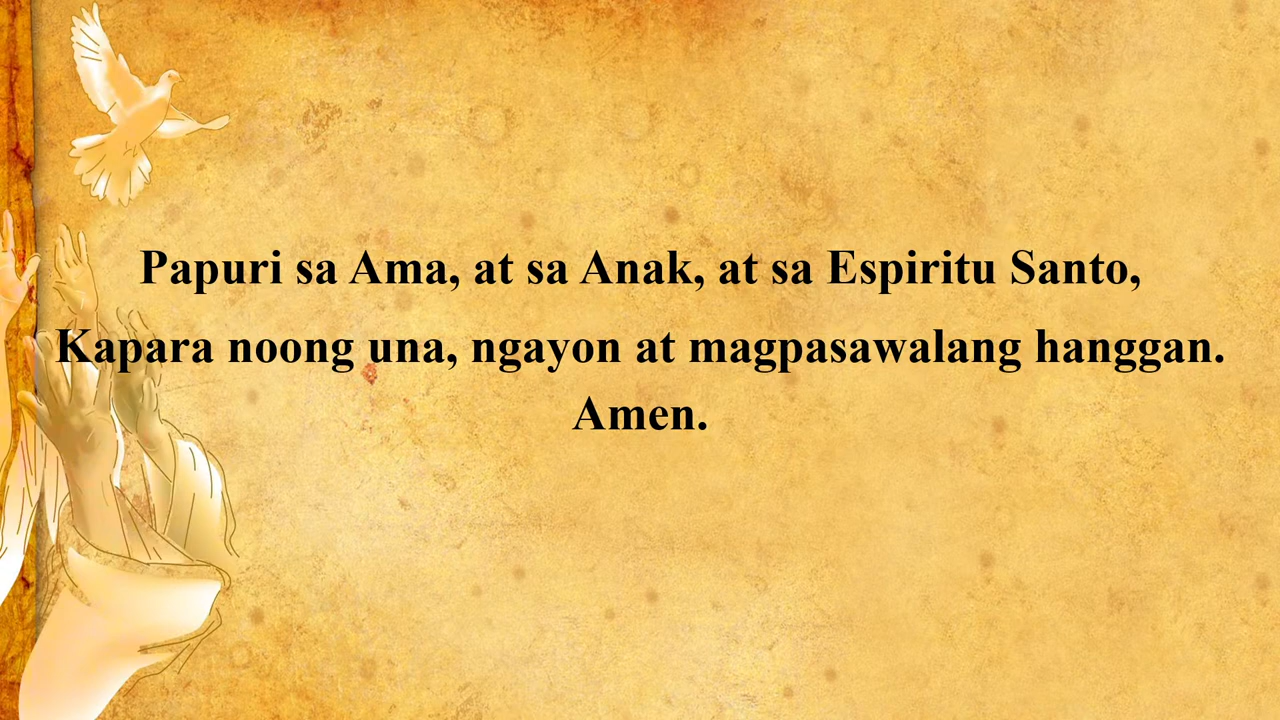 Papuri sa Ama, at sa Anak, at sa Espiritu Santo,
Kapara noong una, ngayon at magpasawalang hanggan.
Amen.